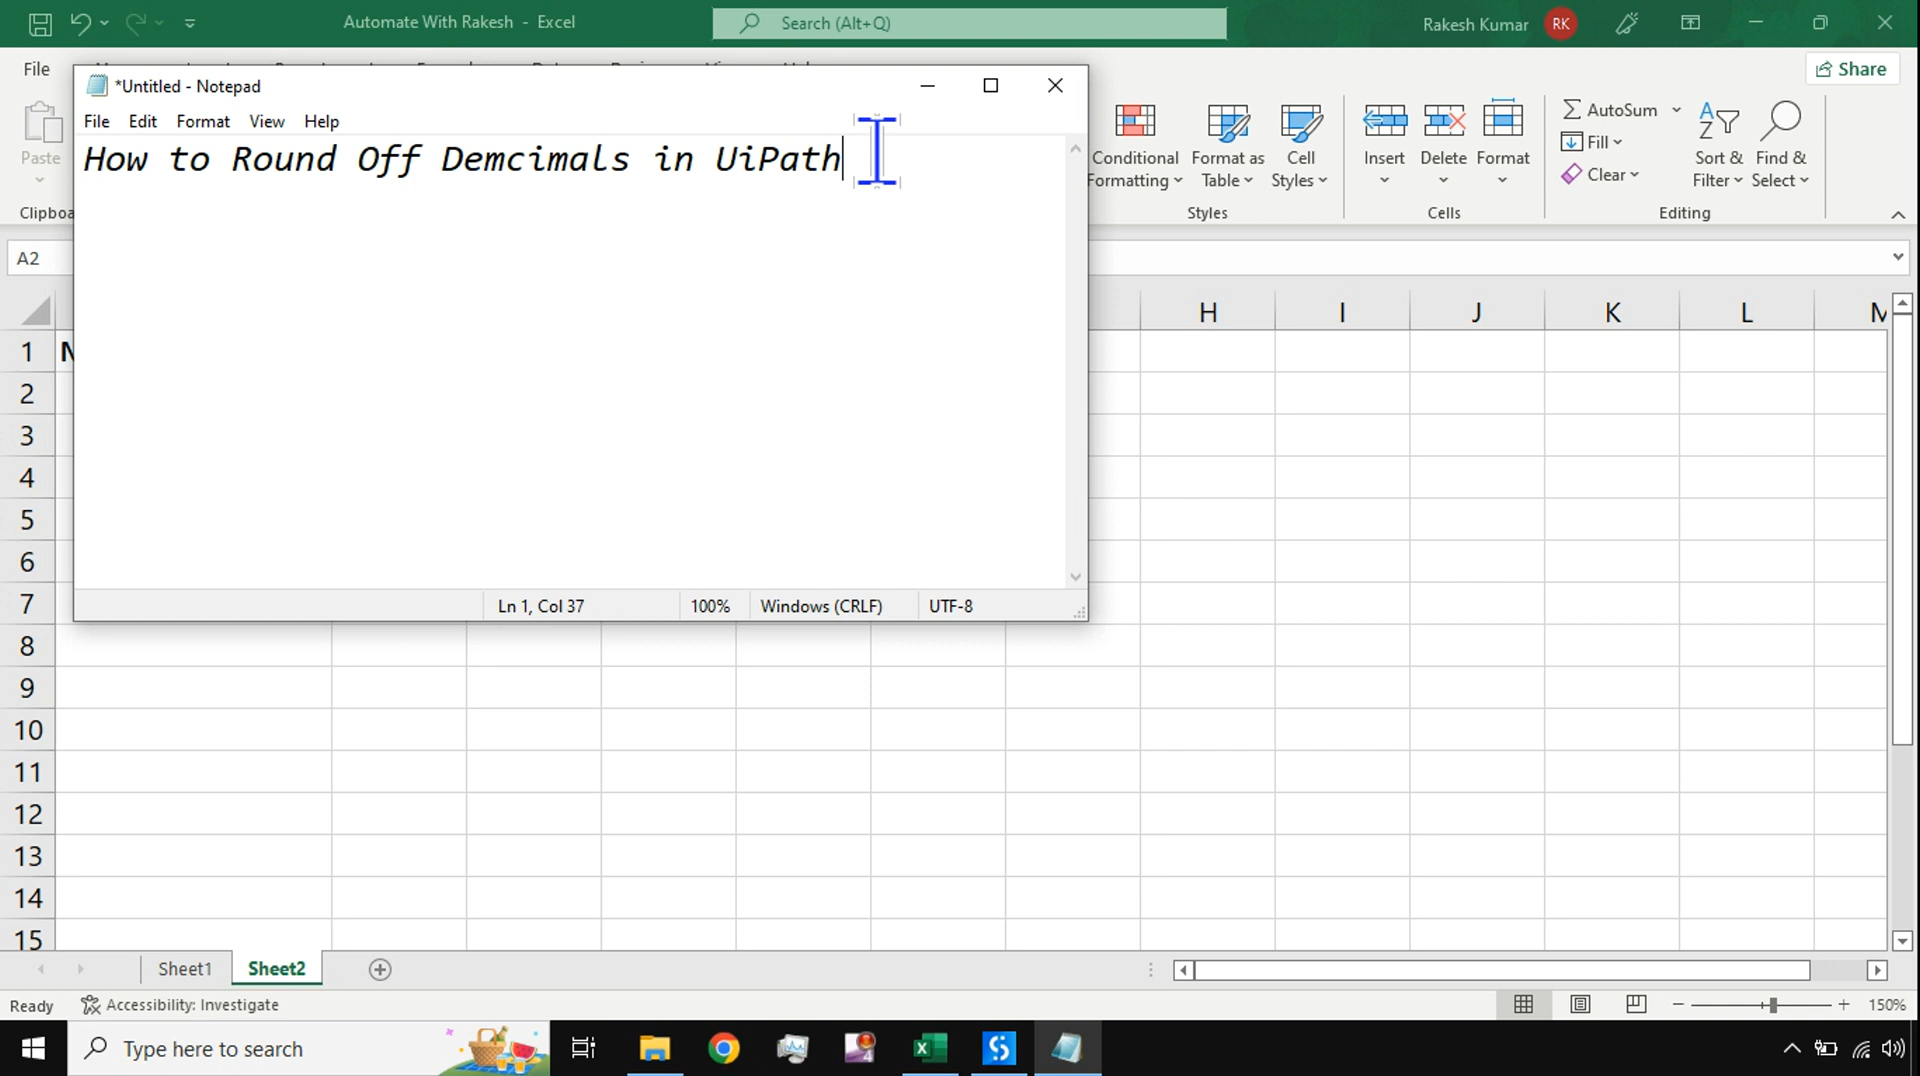 Automate With Rakesh - Excel
Search (Alt+Q)
Rakesh Kumar
RK
File
Share
*Untitled - Notepad
File Edit Format View Help
How to Round Off Demcimals in UiPath
Ln 1, Col 37
100%
Windows (CRLF)
UTF-8
Paste
Clipboa
Conditional
Formatting
Format as
Table
Cell
Styles
Insert
Delete
Format
AutoSum
Fill
Clear
Sort &
Filter
Find &
Select
Styles
Cells
Editing
A2
H I J K L M
1 N
2
3
4
5
6
7
8
9
10
11
12
13
14
15
Sheet1
Sheet2
Ready
Accessibility: Investigate
150%
Type here to search